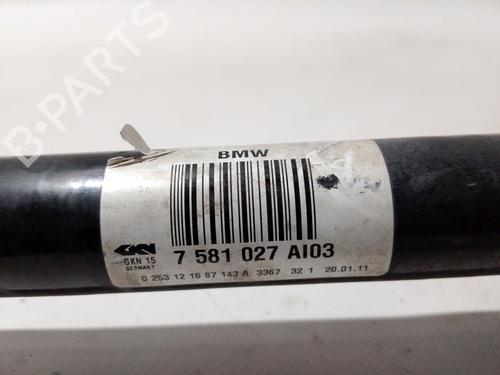 B-PARTS
BMW
GKN
GKN 15
GERMANY
7 581 027 AI03
0 253 12 16 87 143 A 3367 32 1 20.01.11